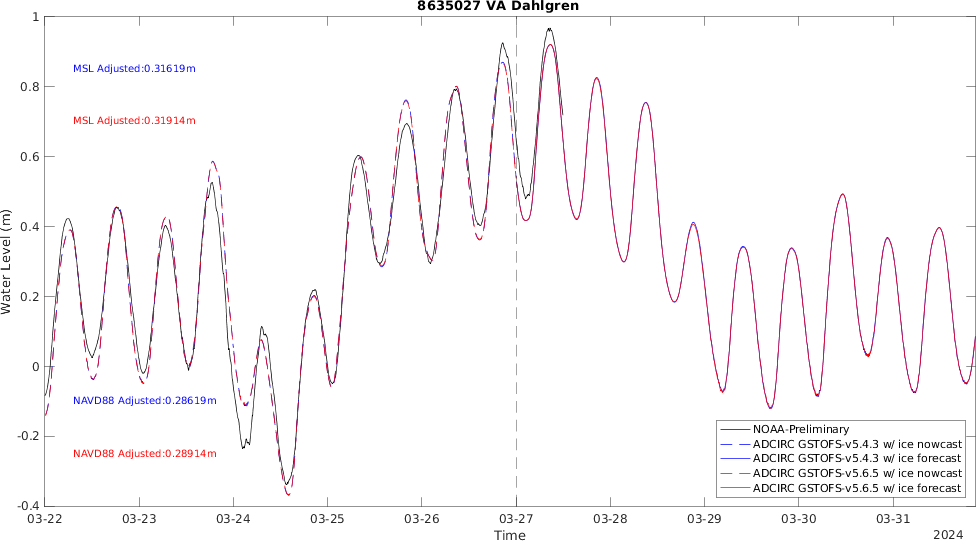 8635027 VA Dahlgren
1
0.8
0.6
0.4
0.2
0
-0.2
-0.4
Water Level (m)
MSL Adjusted:0.31619m
MSL Adjusted:0.31914m
NAVD88 Adjusted:0.28619m
NAVD88 Adjusted:0.28914m
NOAA-Preliminary
ADCIRC GSTOFS-v5.4.3 w/ ice nowcast
ADCIRC GSTOFS-v5.4.3 w/ ice forecast
ADCIRC GSTOFS-v5.6.5 w/ ice nowcast
ADCIRC GSTOFS-v5.6.5 w/ ice forecast
03-22 03-23 03-24 03-25 03-26 03-27 03-28 03-29 03-30 03-31
Time
2024